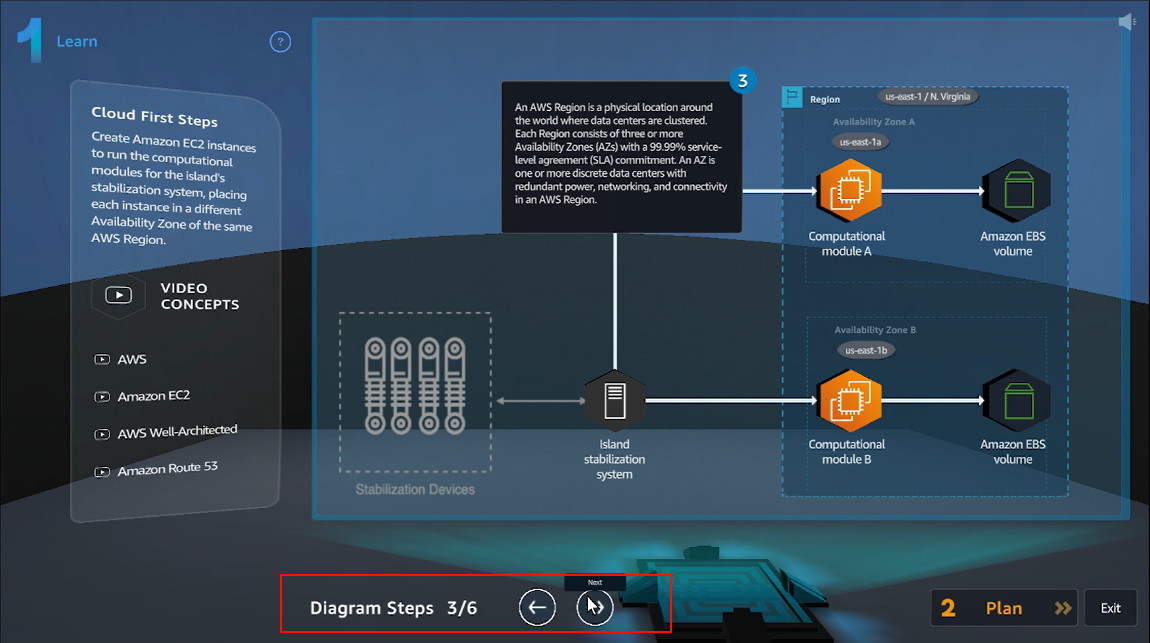 1 Learn
?
Cloud First Steps
Create Amazon EC2 instances
to run the computational
modules for the island's
stabilization system, placing
each instance in a different
Availability Zone of the same
AWS Region.
VIDEO
CONCEPTS
AWS
Amazon EC2
AWS Well-Architected
Amazon Route 53
3
An AWS Region is a physical location around
the world where data centers are clustered.
Each Region consists of three or more
Availability Zones (AZs) with a 99.99% service-
level agreement (SLA) commitment. An AZ is
one or more discrete data centers with
redundant power, networking, and connectivity
in an AWS Region.
Region
us-east-1 / N. Virginia
Availability Zone A
us-east-1a
Computational
module A
Amazon EBS
volume
Availability Zone B
us-east-1b
Computational
module B
Amazon EBS
volume
Island
stabilization
system
Stabilization Devices
Next
Diagram Steps 3/6
2 Plan
Exit